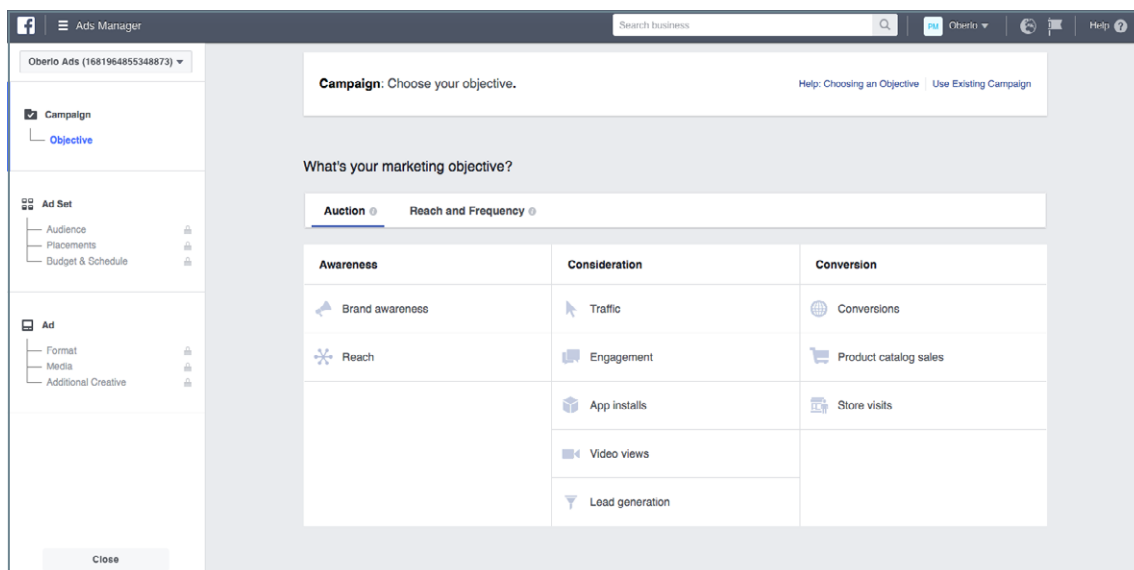 f Ads Manager Search business PM Oberlo Help ?
Oberlo Ads (1681964855348873)
Campaign: Choose your objective. Help: Choosing an Objective Use Existing Campaign
Campaign
Objective
What's your marketing objective?
Ad Set
Audience
Placements
Budget & Schedule
Auction i Reach and Frequency i
Awareness Consideration Conversion
Brand awareness Traffic Conversions
Ad
Format
Media
Additional Creative
Reach Engagement Product catalog sales
App installs Store visits
Video views
Lead generation
Close